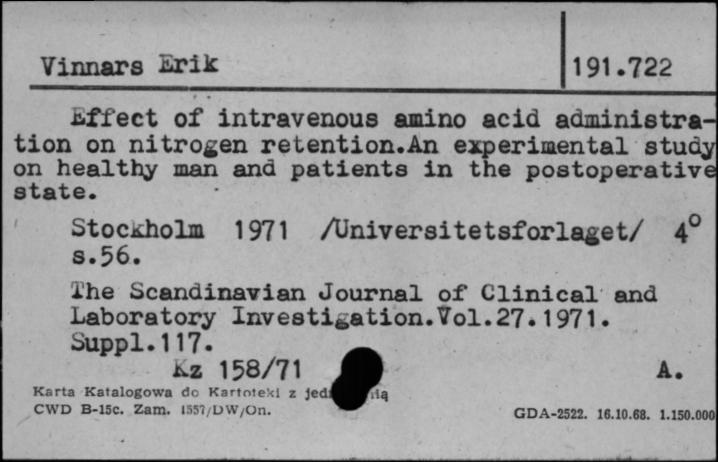 Vinnars Erik
191.722
Effect of intravenous amino acid administra-
tion on nitrogen retention.An experimental study
on healthy man and patients in the postoperative
state.
Stockholm 1971 /Universitetsforlaget/ 4°
s.56.
The Scandinavian Journal of Clinical and
Laboratory Investigation.Vol.27.1971.
Suppl.117.
Kz 158/71 A.
Karta Katalogowa do Kartoteki z
CWD B-15c. Zam. 1557/DW/On.
GDA-2522. 16.10.68. 1.150.000